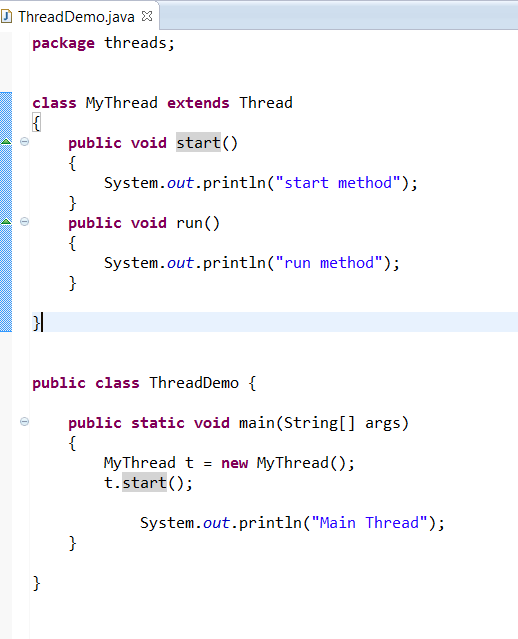 ThreadDemo.java
package threads;
class MyThread extends Thread
{
public void start()
{
System.out.println("start method");
}
public void run()
{
System.out.println("run method");
}
}
public class ThreadDemo {
public static void main(String[] args)
{
MyThread t = new MyThread();
t.start();
System.out.println("Main Thread");
}
}